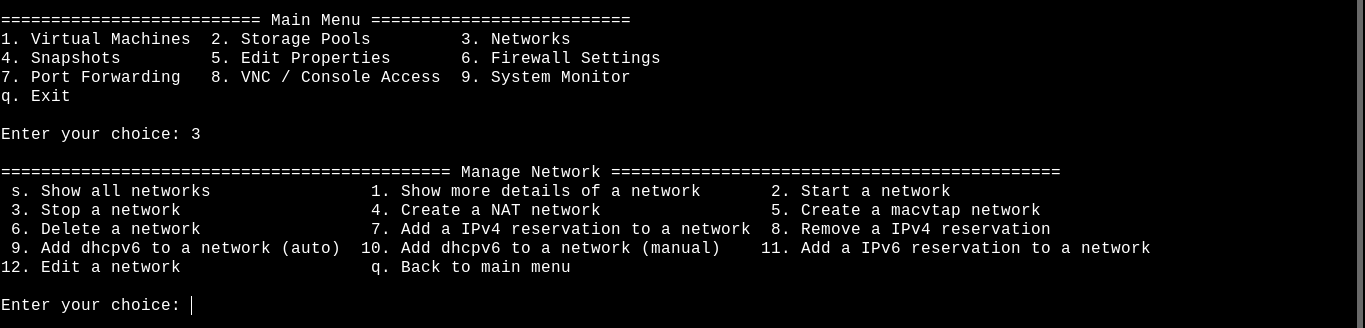 ========================== Main Menu ==========================
1. Virtual Machines  2. Storage Pools         3. Networks
4. Snapshots         5. Edit Properties       6. Firewall Settings
7. Port Forwarding   8. VNC / Console Access  9. System Monitor
q. Exit

Enter your choice: 3

============================================= Manage Network =============================================
 s. Show all networks                1. Show more details of a network       2. Start a network
 3. Stop a network                   4. Create a NAT network                 5. Create a macvtap network
 6. Delete a network                 7. Add a IPv4 reservation to a network  8. Remove a IPv4 reservation
 9. Add dhcpv6 to a network (auto)  10. Add dhcpv6 to a network (manual)    11. Add a IPv6 reservation to a network
12. Edit a network                   q. Back to main menu

Enter your choice: